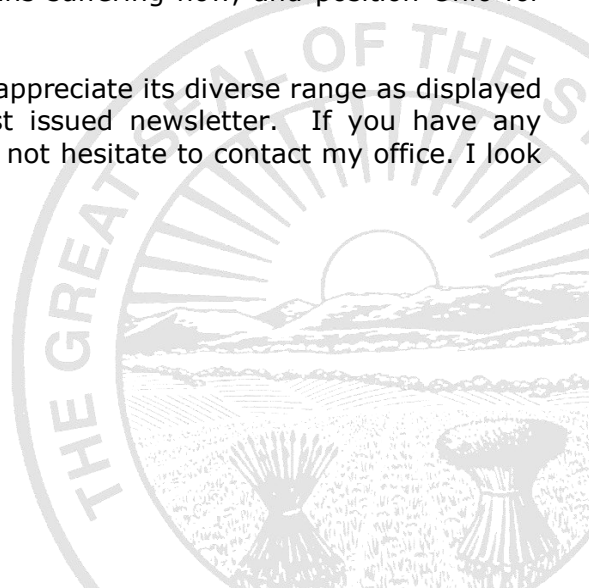 suffering now, and position Ohio for
appreciate its diverse range as displayed
st issued newsletter. If you have any
not hesitate to contact my office. I look
THE GREAT SEAL OF THE S